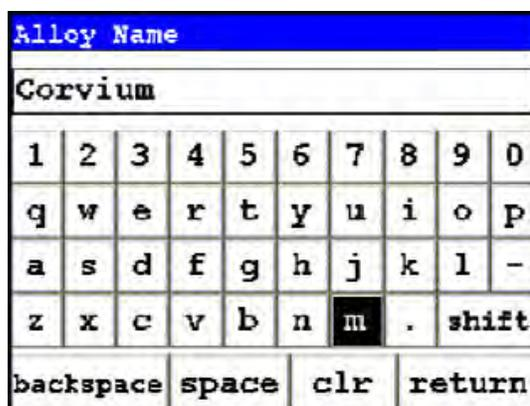 Alloy Name
Corvium
1 2 3 4 5 6 7 8 9 0
q w e r t y u i o p
a s d f g h j k l -
z x c v b n m . shift
backspace space clr return